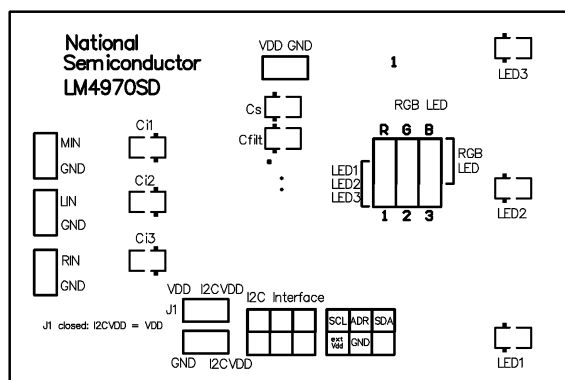 National
Semiconductor
LM4970SD
VDD GND
1
LED3
Cs
Cfilt
RGB LED
R G B
LED1
LED2
LED3
RGB
LED
1 2 3
MIN
GND
Ci1
LIN
GND
Ci2
LED2
RIN
GND
Ci3
VDD I2CVDD
J1
I2C Interface
J1 closed: I2CVDD = VDD
SCL ADR SDA
ext
Vdd
GND
GND I2CVDD
LED1